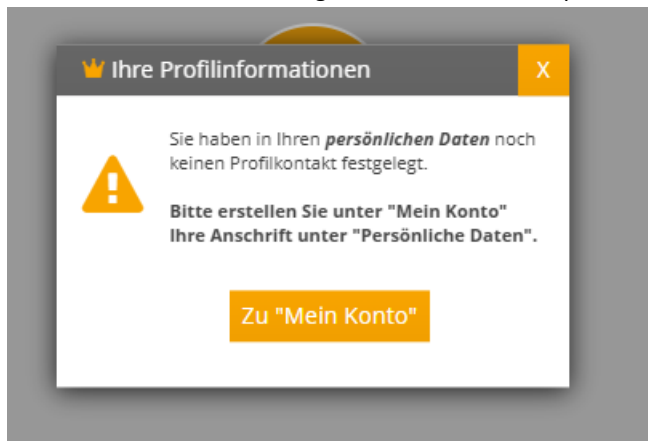 Ihre Profilinformationen X
Sie haben in Ihren persönlichen Daten noch
keinen Profilkontakt festgelegt.
Bitte erstellen Sie unter "Mein Konto"
Ihre Anschrift unter "Persönliche Daten".
Zu "Mein Konto"